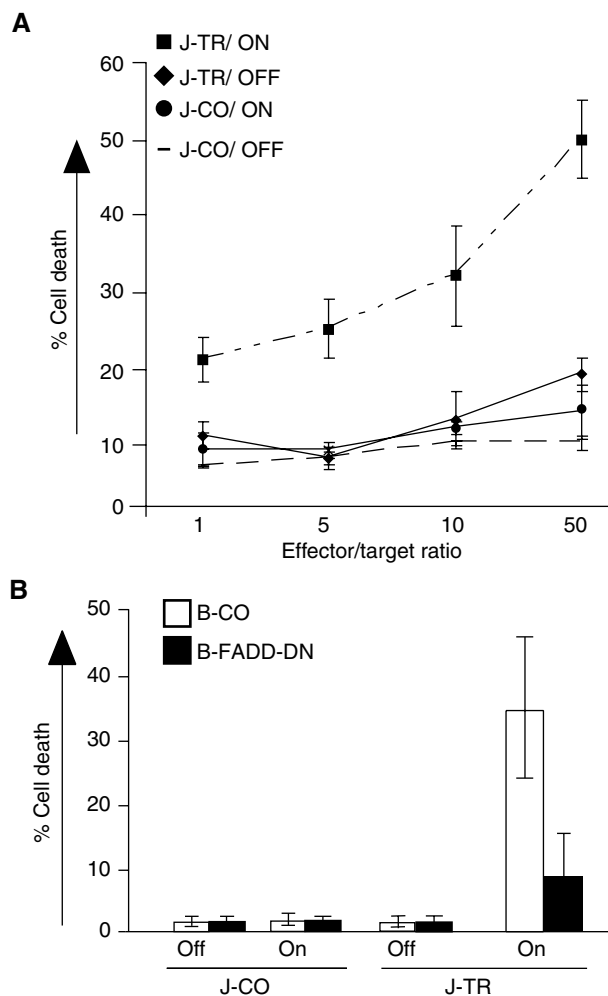 A
J-TR/ ON
J-TR/ OFF
J-CO/ ON
J-CO/ OFF
60
50
40
30
20
10
0
% Cell death
1 5 10 50
Effector/target ratio
B
B-CO
B-FADD-DN
50
40
30
20
10
0
% Cell death
Off On Off On
J-CO J-TR